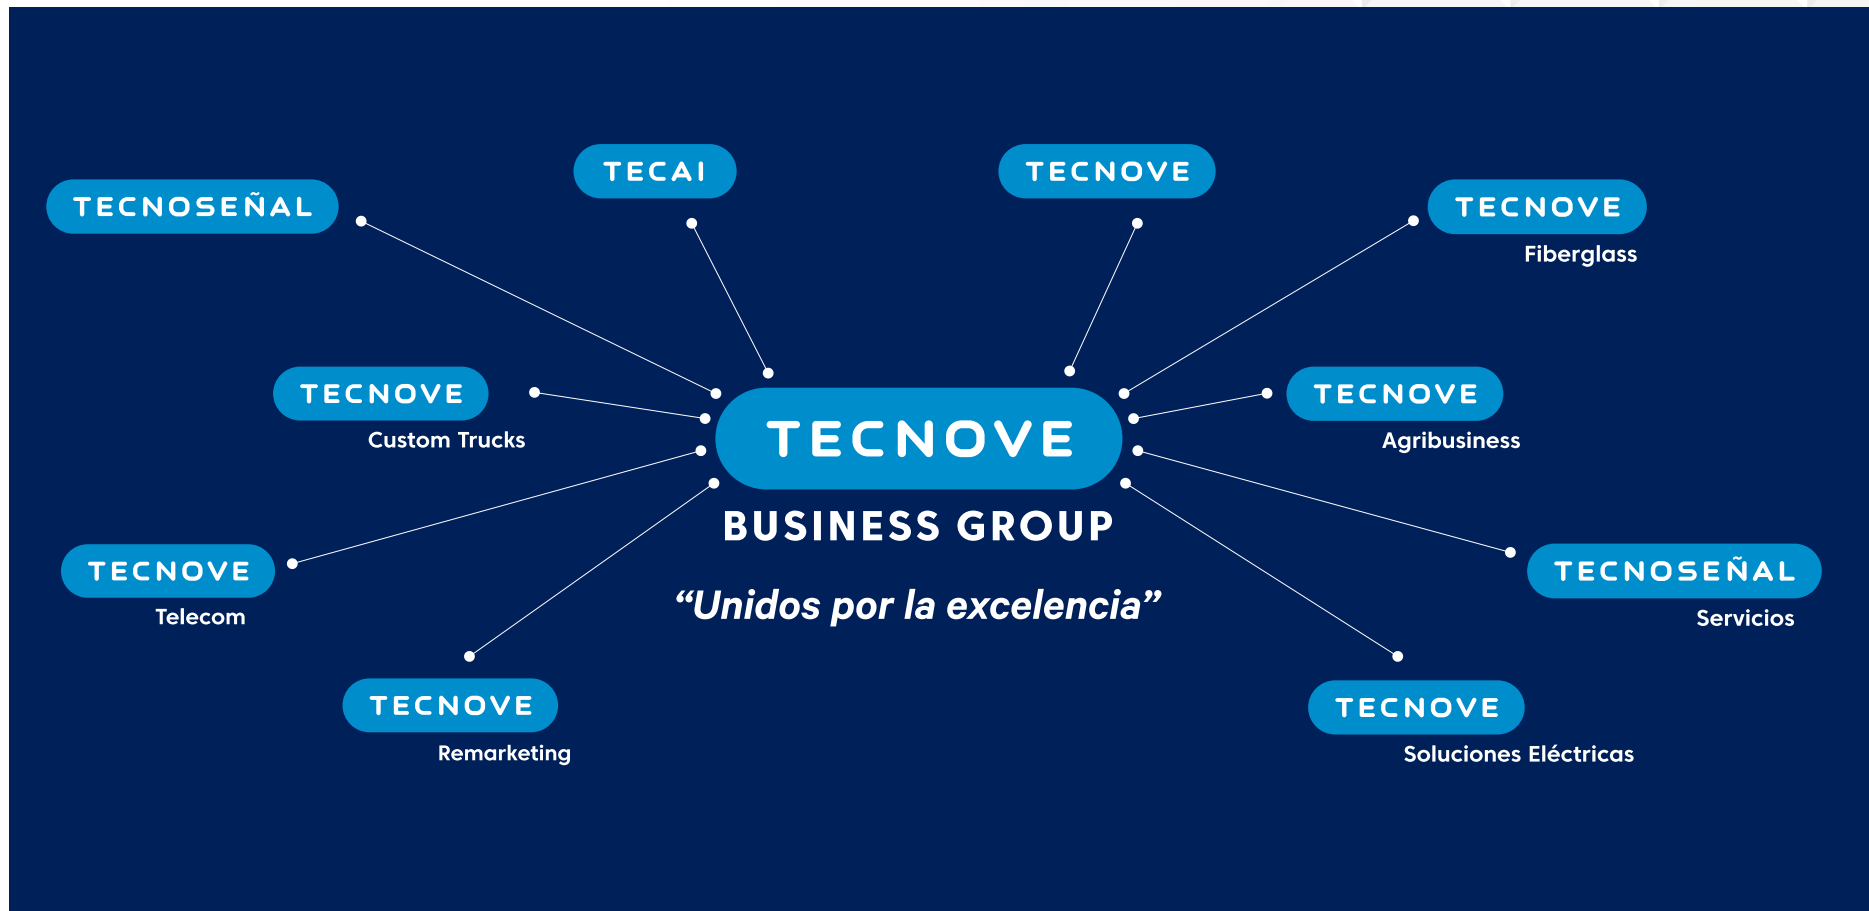 TECAI
TECNOVE
TECNOSEÑAL
TECNOVE
Fiberglass
TECNOVE
Custom Trucks
TECNOVE
Agribusiness
TECNOVE
BUSINESS GROUP
“Unidos por la excelencia”
TECNOVE
Telecom
TECNOSEÑAL
Servicios
TECNOVE
Remarketing
TECNOVE
Soluciones Eléctricas